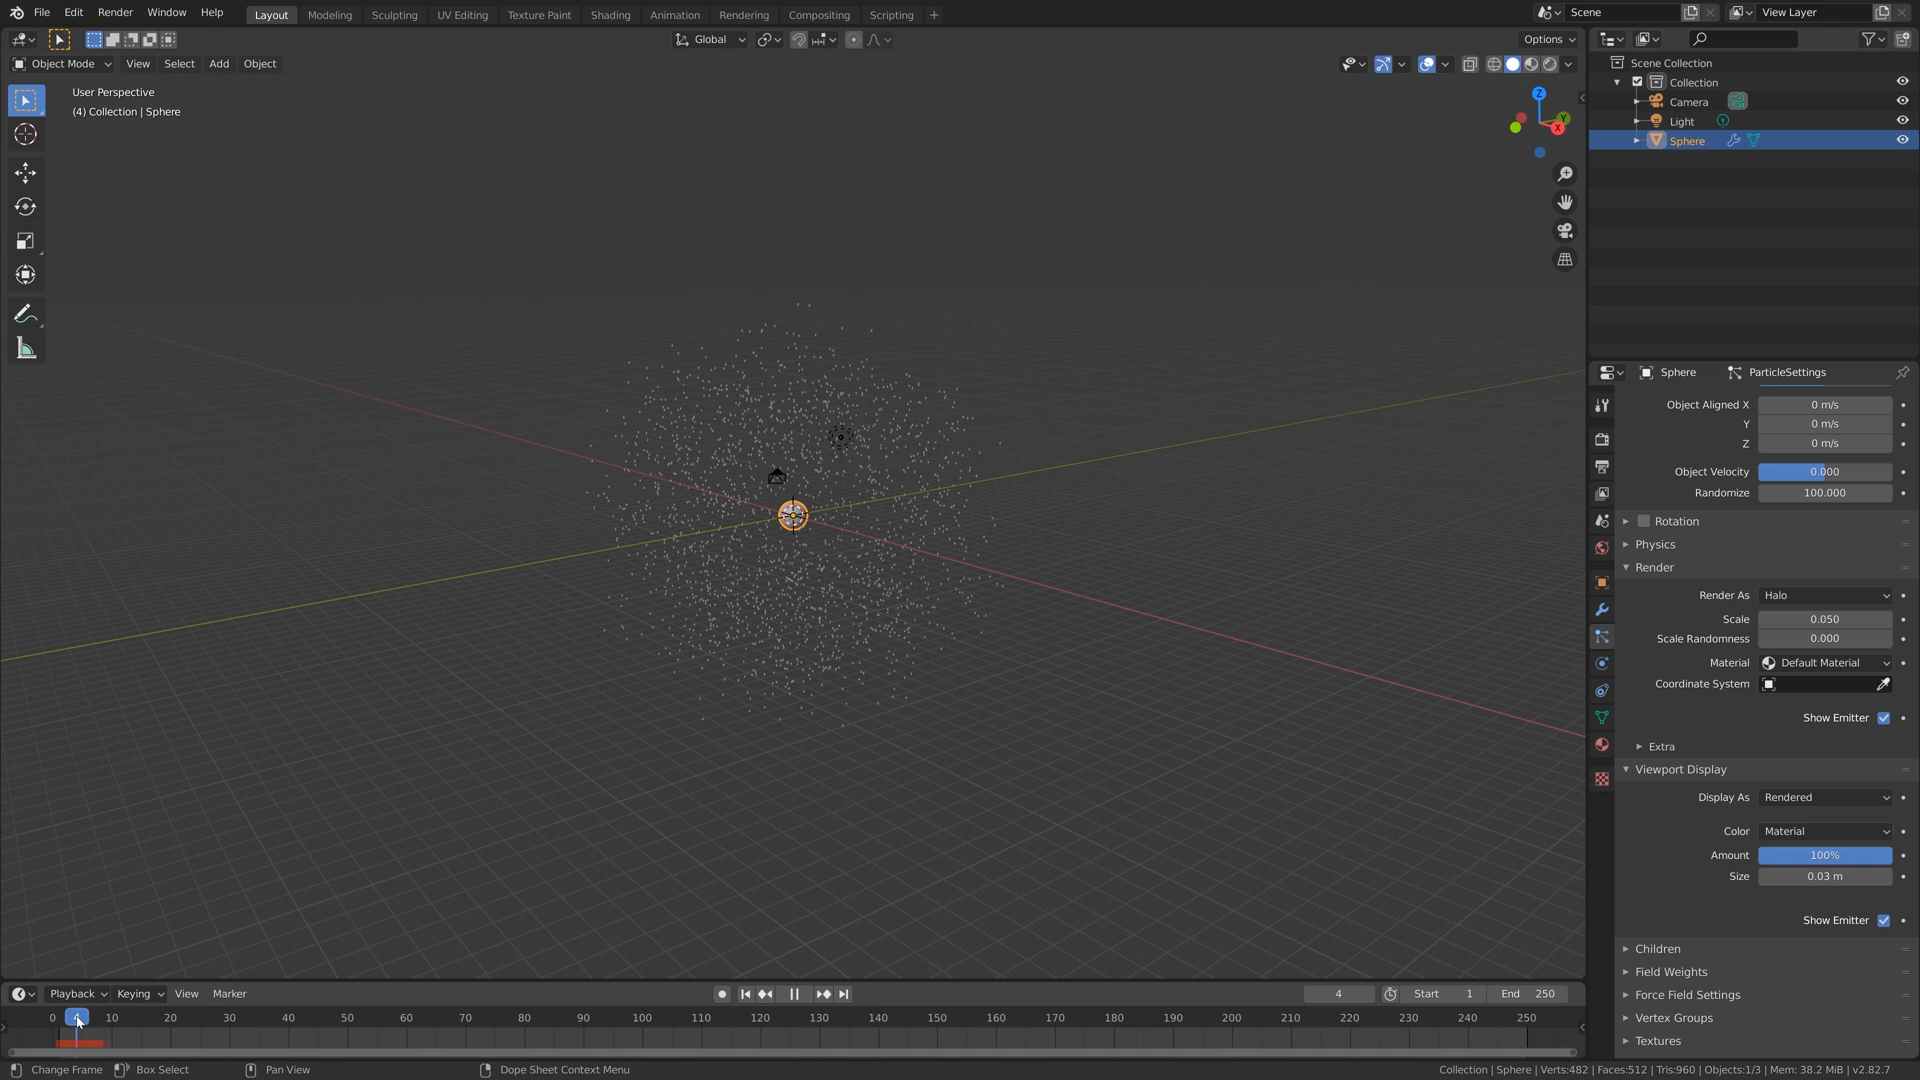 File Edit Render Window Help Layout Modeling Sculpting UV Editing Texture Paint Shading Animation Rendering Compositing Scripting + Scene View Layer
Global Options
Object Mode View Select Add Object
User Perspective
(4) Collection | Sphere
Z
Y
X
Scene Collection
Collection
Camera
Light
Sphere
Sphere ParticleSettings
Object Aligned X 0 m/s
Y 0 m/s
Z 0 m/s
Object Velocity 0.000
Randomize 100.000
Rotation
Physics
Render
Render As Halo
Scale 0.050
Scale Randomness 0.000
Material Default Material
Coordinate System
Show Emitter
Extra
Viewport Display
Display As Rendered
Color Material
Amount 100%
Size 0.03 m
Show Emitter
Children
Field Weights
Force Field Settings
Vertex Groups
Textures
Playback Keying View Marker 4 Start 1 End 250
0 4 10 20 30 40 50 60 70 80 90 100 110 120 130 140 150 160 170 180 190 200 210 220 230 240 250
Change Frame Box Select Pan View Dope Sheet Context Menu Collection | Sphere | Verts:482 | Faces:512 | Tris:960 | Objects:1/3 | Mem: 38.2 MiB | v2.82.7